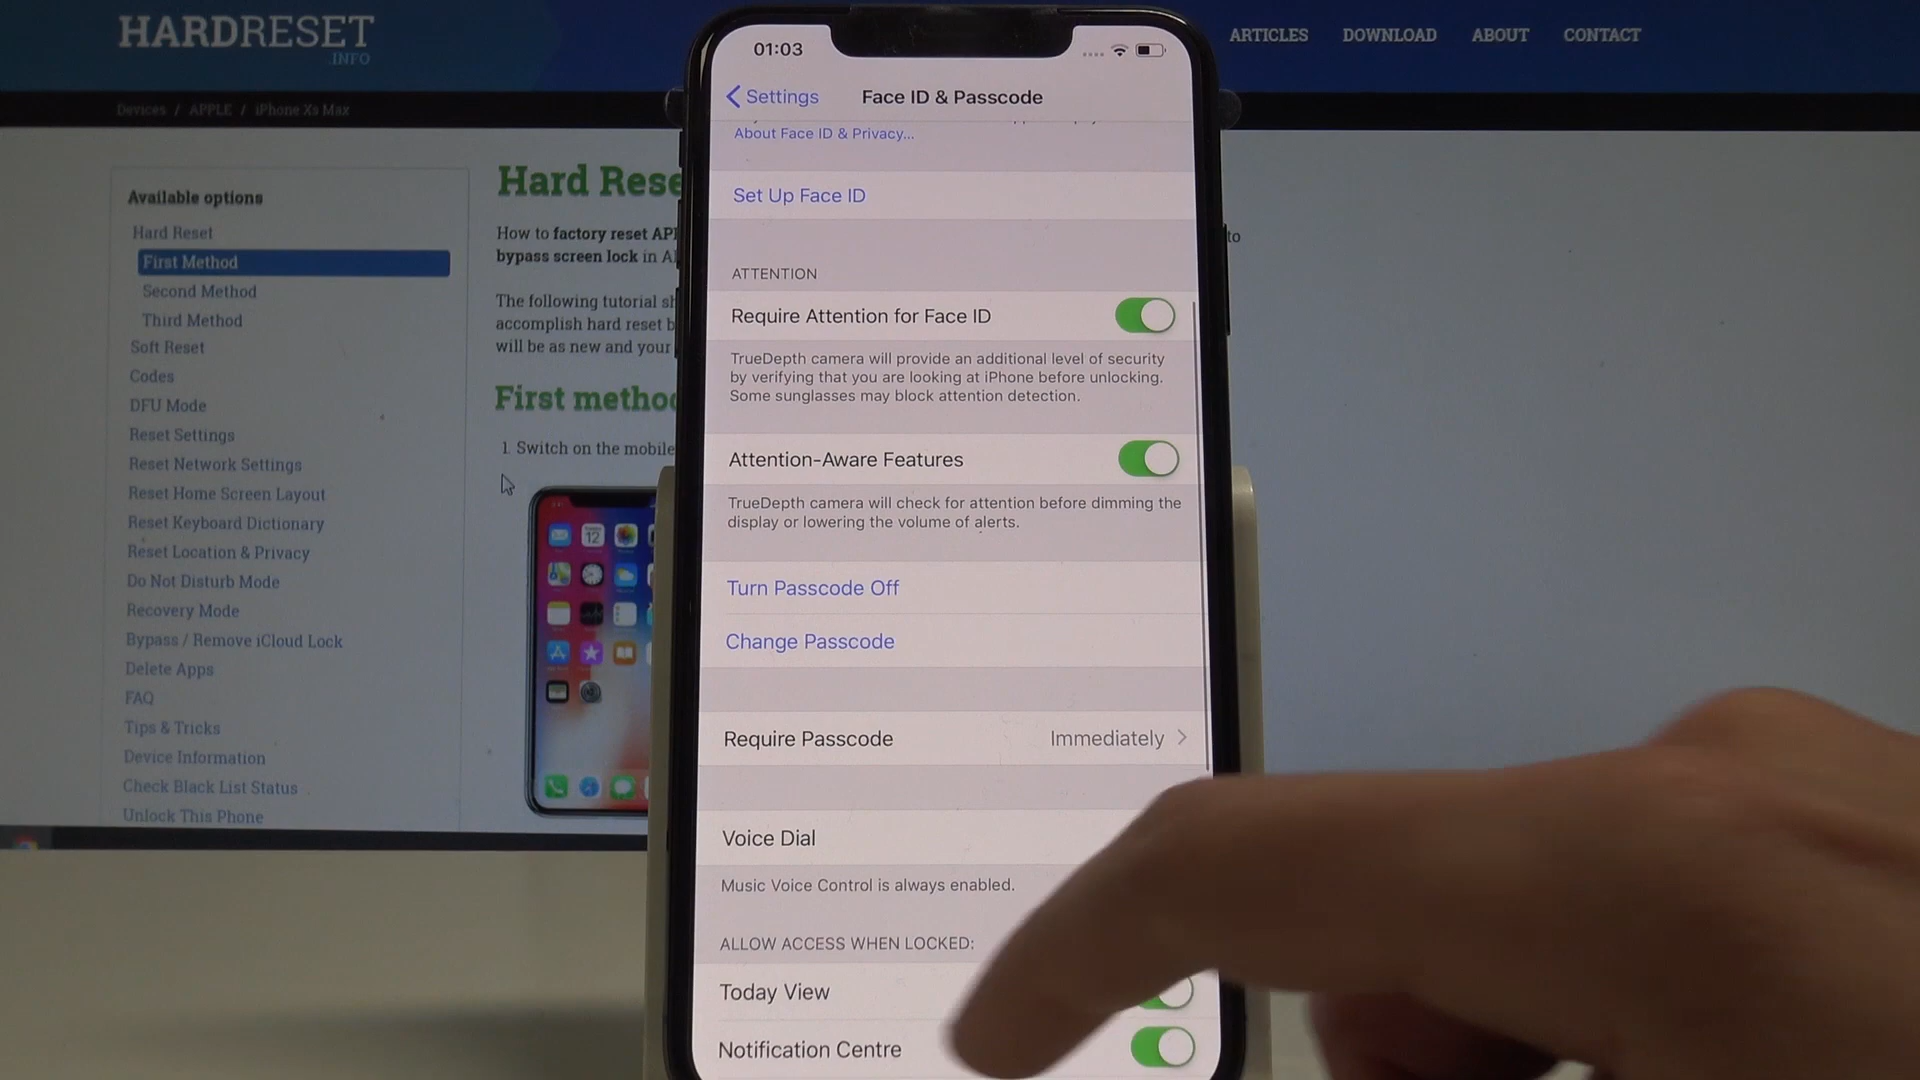 HARDRESET
.INFO
ARTICLES DOWNLOAD ABOUT CONTACT
Devices / APPLE / iPhone Xs Max
Available options
Hard Reset
First Method
Second Method
Third Method
Soft Reset
Codes
DFU Mode
Reset Settings
Reset Network Settings
Reset Home Screen Layout
Reset Keyboard Dictionary
Reset Location & Privacy
Do Not Disturb Mode
Recovery Mode
Bypass / Remove iCloud Lock
Delete Apps
FAQ
Tips & Tricks
Device Information
Check Black List Status
Unlock This Phone
Hard Rese
How to factory reset
to
bypass screen lock in
The following tutorial
accomplish hard reset
will be as new and your
First metho
1. Switch on the mobile
12
01:03
Settings
Face ID & Passcode
About Face ID & Privacy...
Set Up Face ID
ATTENTION
Require Attention for Face ID
TrueDepth camera will provide an additional level of security
by verifying that you are looking at iPhone before unlocking.
Some sunglasses may block attention detection.
Attention-Aware Features
TrueDepth camera will check for attention before dimming the
display or lowering the volume of alerts.
Turn Passcode Off
Change Passcode
Require Passcode Immediately
Voice Dial
Music Voice Control is always enabled.
ALLOW ACCESS WHEN LOCKED:
Today View
Notification Centre